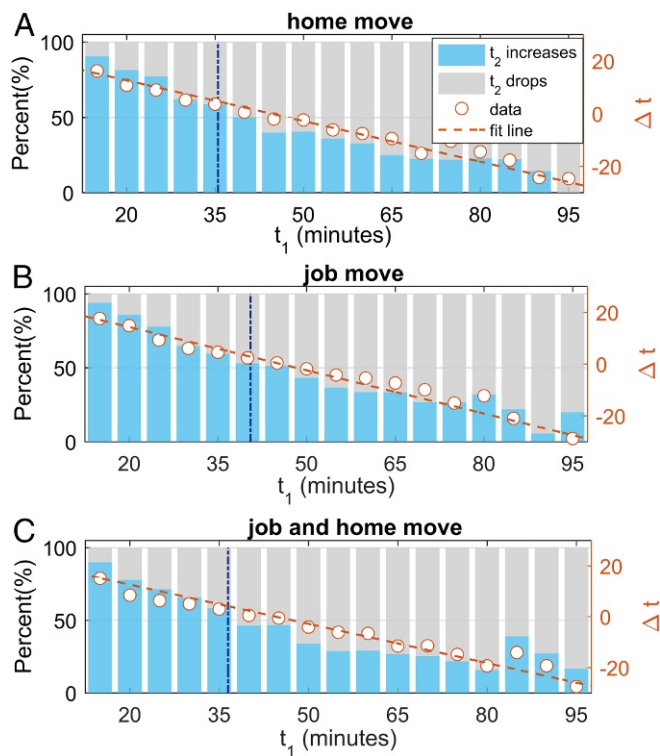 A
home move
Percent(%)
100
50
0
20
35
50
65
80
95
t1 (minutes)
20
0
-20
Δ t
t2 increases
t2 drops
data
fit line
B
job move
Percent(%)
100
50
0
20
35
50
65
80
95
t1 (minutes)
20
0
-20
Δ t
C
job and home move
Percent(%)
100
50
0
20
35
50
65
80
95
t1 (minutes)
20
0
-20
Δ t